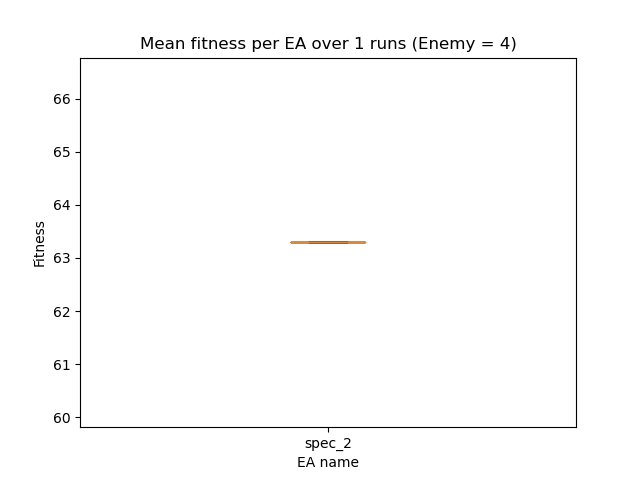 Mean fitness per EA over 1 runs (Enemy = 4)
66
65
64
63
62
61
60
Fitness
spec_2
EA name